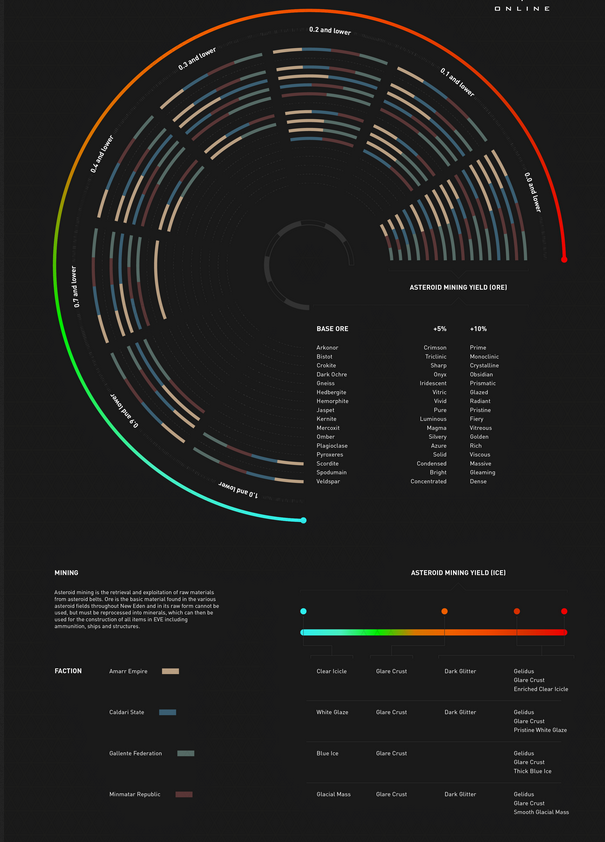 ONLINE
0.2 and lower
0.3 and lower
0.1 and lower
0.4 and lower
0.0 and lower
0.7 and lower
0.9 and lower
1.0 and lower
ASTEROID MINING YIELD (ORE)
BASE ORE +5% +10%
Arkonor Crimson Prime
Bistot Triclinic Monoclinic
Crokite Sharp Crystalline
Dark Ochre Onyx Obsidian
Gneiss Iridescent Prismatic
Hedbergite Vitric Glazed
Hemorphite Vivid Radiant
Jaspet Pure Pristine
Kernite Luminous Fiery
Mercoxit Magma Vitreous
Omber Silvery Golden
Plagioclase Azure Rich
Pyroxeres Solid Viscous
Scordite Condensed Massive
Spodumain Bright Gleaming
Veldspar Concentrated Dense
MINING
Asteroid mining is the retrieval and exploitation of raw materials
from asteroid belts. Ore is the basic material found in the various
asteroid fields throughout New Eden and in its raw form cannot be
used, but must be reprocessed into minerals, which can then be
used for the construction of all items in EVE including
ammunition, ships and structures.
ASTEROID MINING YIELD (ICE)
FACTION Amarr Empire Clear Icicle Glare Crust Dark Glitter Gelidus
Glare Crust
Enriched Clear Icicle
Caldari State White Glaze Glare Crust Dark Glitter Gelidus
Glare Crust
Pristine White Glaze
Gallente Federation Blue Ice Glare Crust Gelidus
Glare Crust
Thick Blue Ice
Minmatar Republic Glacial Mass Glare Crust Dark Glitter Gelidus
Glare Crust
Smooth Glacial Mass